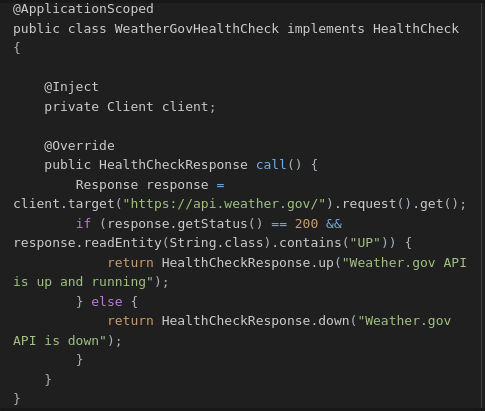 @ApplicationScoped
public class WeatherGovHealthCheck implements HealthCheck
{
    @Inject
    private Client client;
    @Override
    public HealthCheckResponse call() {
        Response response =
client.target("https://api.weather.gov/").request().get();
        if (response.getStatus() == 200 &&
response.readEntity(String.class).contains("UP")) {
            return HealthCheckResponse.up("Weather.gov API
is up and running");
        } else {
            return HealthCheckResponse.down("Weather.gov
API is down");
        }
    }
}